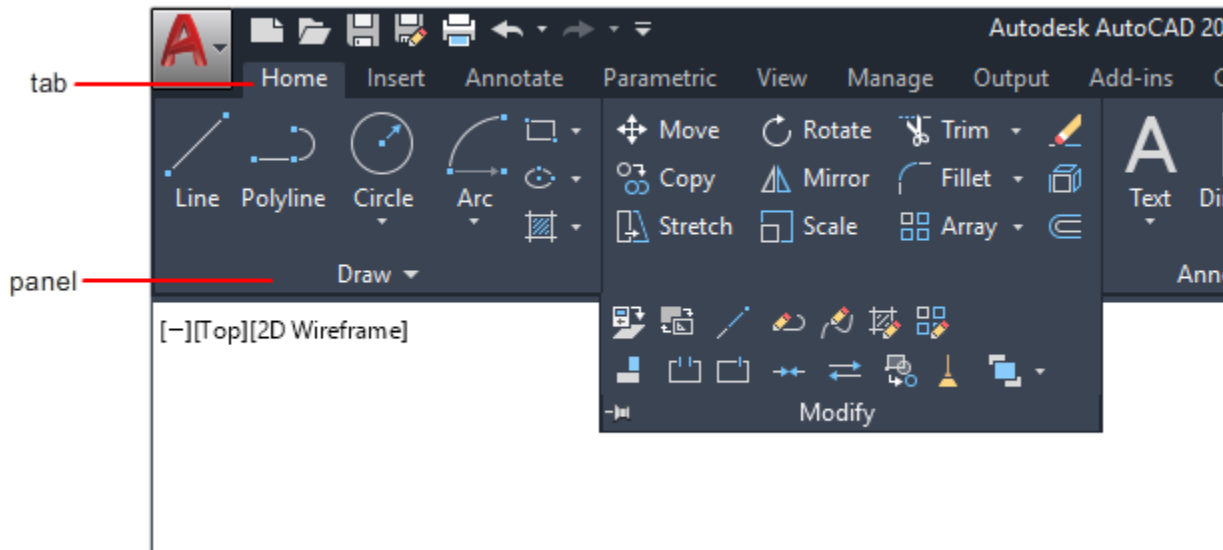 Autodesk AutoCAD 20
tab
Home Insert Annotate Parametric View Manage Output Add-ins
Move Rotate Trim
Copy Mirror Fillet
Line Polyline Circle Arc Text
Stretch Scale Array
panel
Draw
[−][Top][2D Wireframe]
Modify